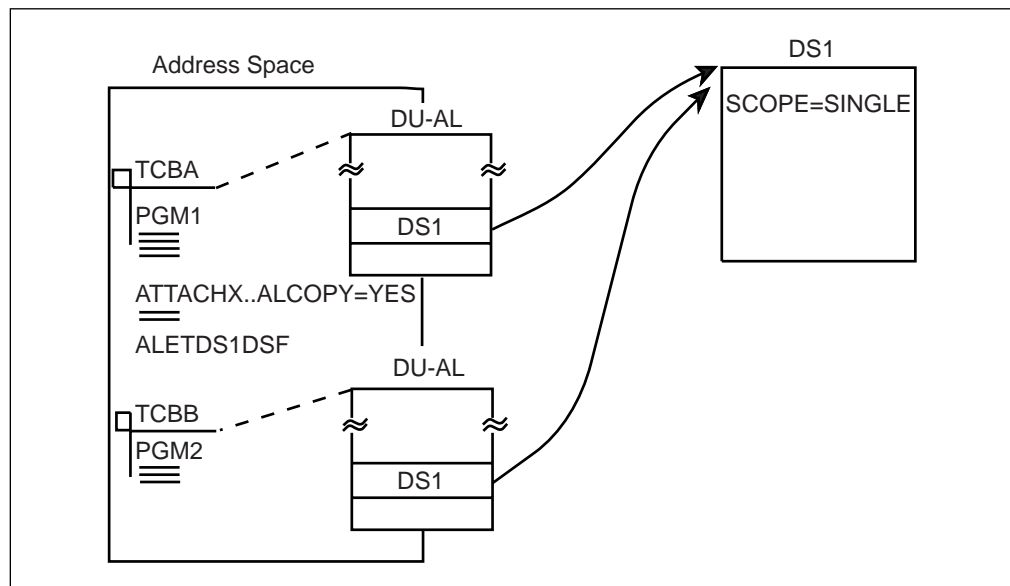 DS1
Address Space
SCOPE=SINGLE
DU-AL
TCBA
PGM1
DS1
ATTACHX..ALCOPY=YES
ALETDS1DSF
DU-AL
TCBB
PGM2
DS1